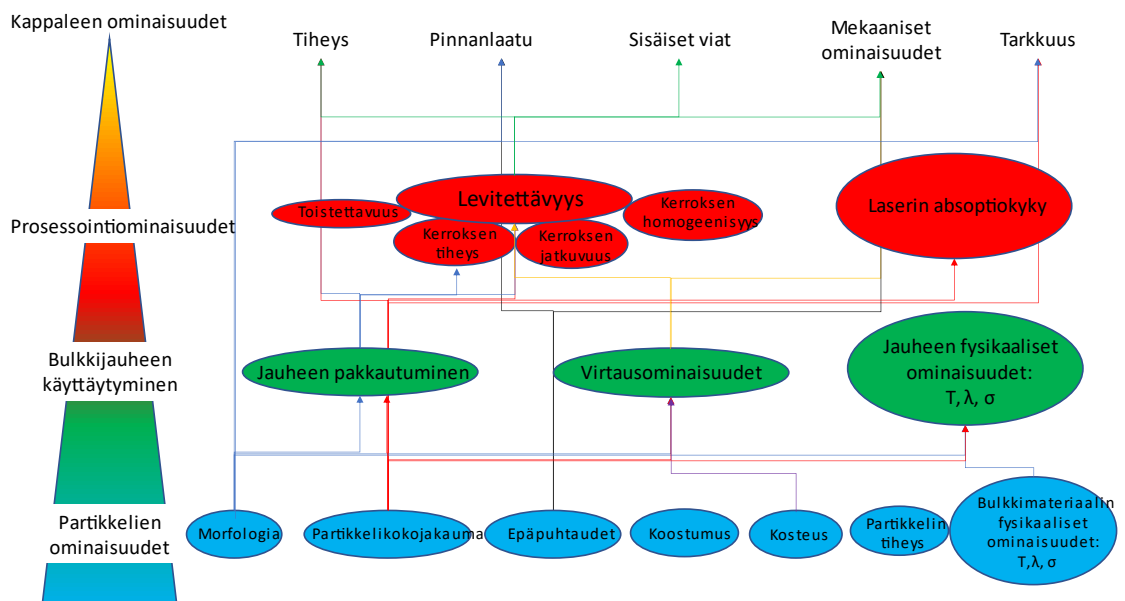 Kappaleen ominaisuudet
Tiheys
Pinnanlaatu
Sisäiset viat
Mekaaniset
ominaisuudet
Tarkkuus
Prosessointiominaisuudet
Toistettavuus
Levitettävyys
Kerroksen
tiheys
Kerroksen
jatkuvuus
Kerroksen
homogeenisyys
Laserin absoptiokyky
Bulkkijauheen
käyttäytyminen
Jauheen pakkautuminen
Virtausominaisuudet
Jauheen fysikaaliset
ominaisuudet:
T, λ, σ
Partikkelien
ominaisuudet
Morfologia
Partikkelikokojakauma
Epäpuhtaudet
Koostumus
Kosteus
Partikkelin
tiheys
Bulkkimateriaalin
fysikaaliset
ominaisuudet:
T,λ, σ